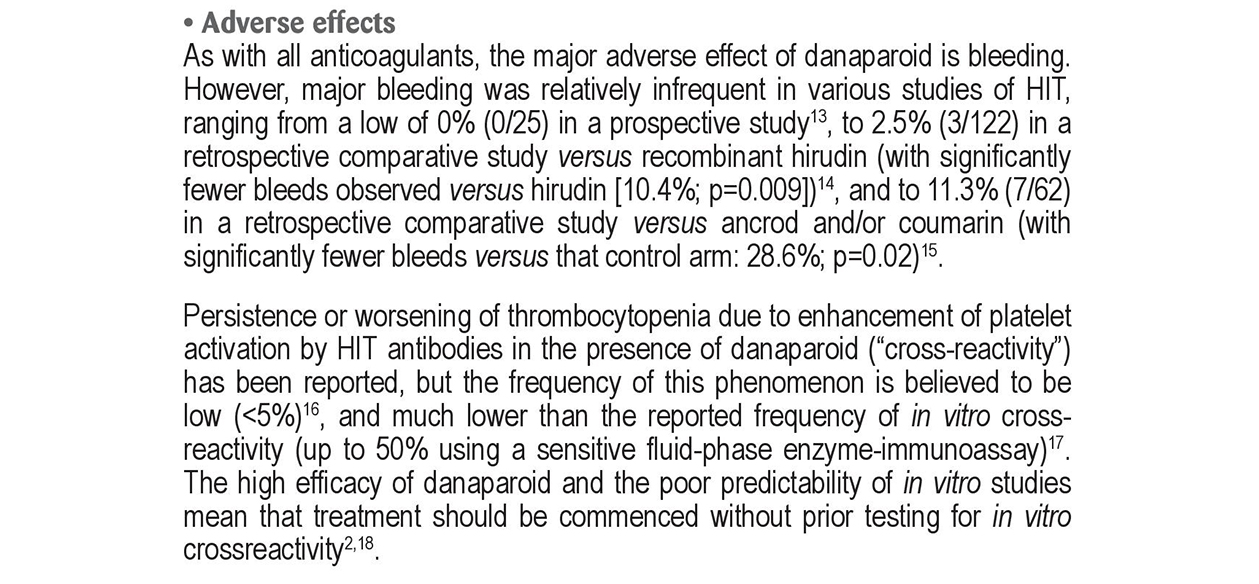 • Adverse effects
As with all anticoagulants, the major adverse effect of danaparoid is bleeding.
However, major bleeding was relatively infrequent in various studies of HIT,
ranging from a low of 0% (0/25) in a prospective study13, to 2.5% (3/122) in a
retrospective comparative study versus recombinant hirudin (with significantly
fewer bleeds observed versus hirudin [10.4%; p=0.009])14, and to 11.3% (7/62)
in a retrospective comparative study versus ancrod and/or coumarin (with
significantly fewer bleeds versus that control arm: 28.6%; p=0.02)15.
Persistence or worsening of thrombocytopenia due to enhancement of platelet
activation by HIT antibodies in the presence of danaparoid (“cross-reactivity”)
has been reported, but the frequency of this phenomenon is believed to be
low (<5%)16, and much lower than the reported frequency of in vitro cross-
reactivity (up to 50% using a sensitive fluid-phase enzyme-immunoassay)17.
The high efficacy of danaparoid and the poor predictability of in vitro studies
mean that treatment should be commenced without prior testing for in vitro
crossreactivity2,18.